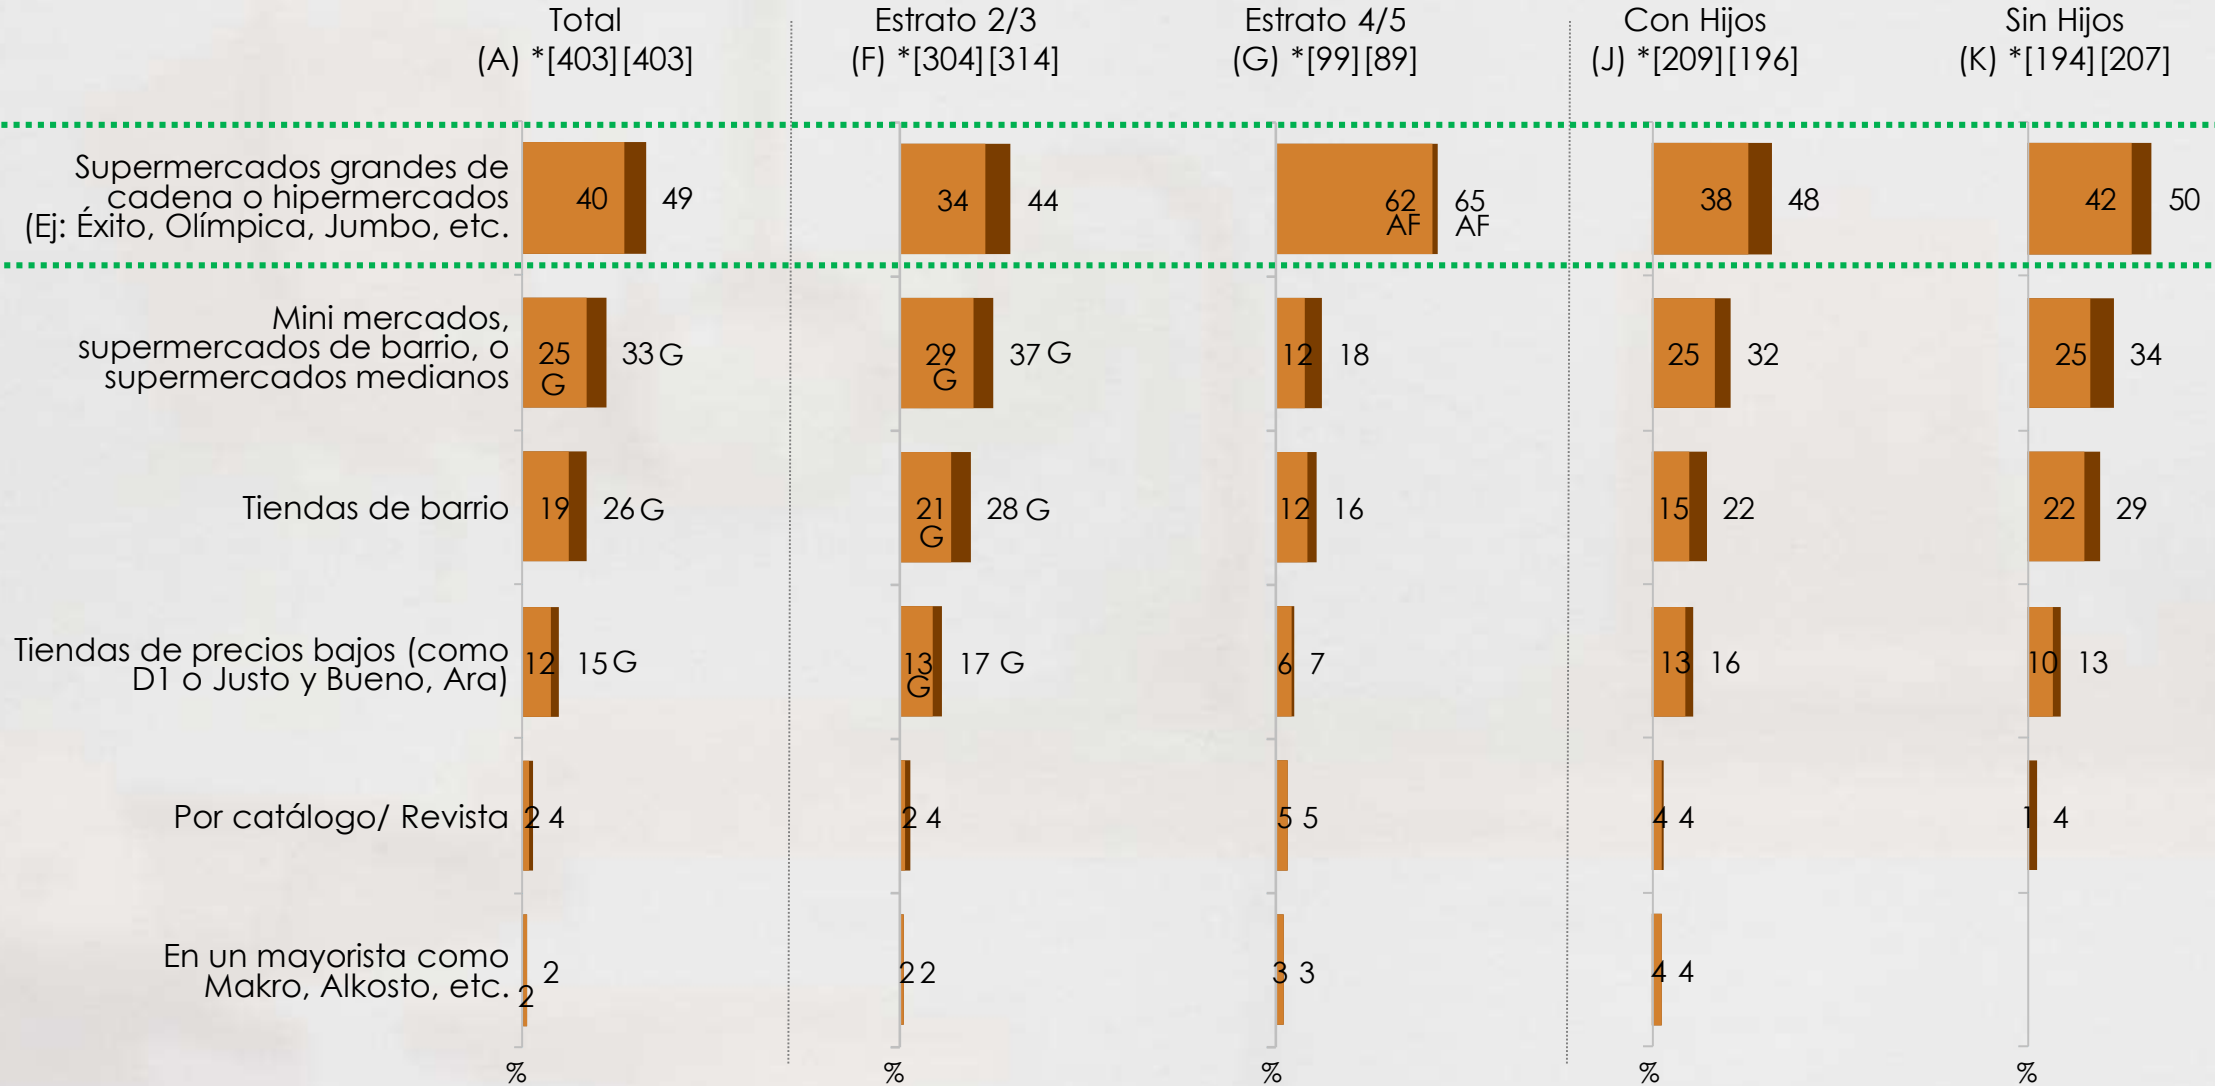 Total
(A) *[403][403]
Estrato 2/3
(F) *[304][314]
Estrato 4/5
(G) *[99][89]
Con Hijos
(J) *[209][196]
Sin Hijos
(K) *[194][207]
Supermercados grandes de
cadena o hipermercados
(Ej: Éxito, Olímpica, Jumbo, etc.
40 49
34 44
62 65
AF AF
38 48
42 50
Mini mercados,
supermercados de barrio, o
supermercados medianos
25 33 G
G
29 37 G
G
12 18
25 32
25 34
Tiendas de barrio
19 26 G
21 28 G
G
12 16
15 22
22 29
Tiendas de precios bajos (como
D1 o Justo y Bueno, Ara)
12 15 G
13 17 G
G
6 7
13 16
10 13
Por catálogo/ Revista
2 4
2 4
5 5
4 4
1 4
En un mayorista como
Makro, Alkosto, etc.
2
2
2 2
3 3
4 4
% % % % %